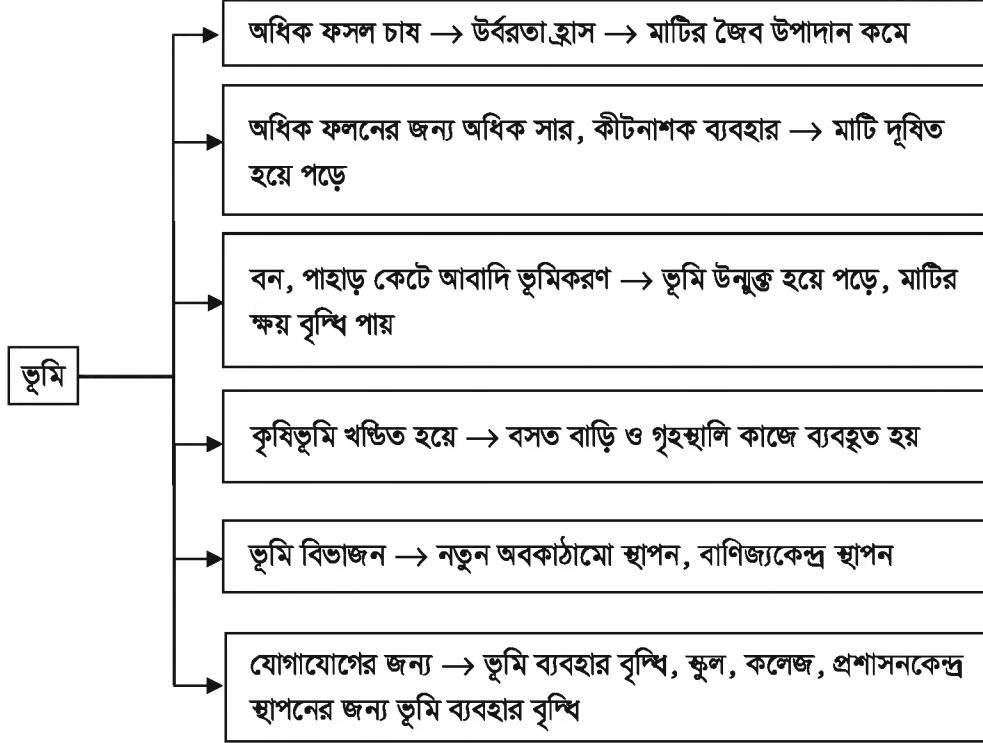 অধিক ফসল চাষ → উর্বরতা হ্রাস → মাটির জৈব উপাদান কমে
অধিক ফলনের জন্য অধিক সার, কীটনাশক ব্যবহার → মাটি দূষিত
হয়ে পড়ে
বন, পাহাড় কেটে আবাদি ভূমিকরণ → ভূমি উন্মুক্ত হয়ে পড়ে, মাটির
ক্ষয় বৃদ্ধি পায়
ভূমি
কৃষিভূমি খণ্ডিত হয়ে → বসত বাড়ি ও গৃহস্থালি কাজে ব্যবহৃত হয়
ভূমি বিভাজন → নতুন অবকাঠামো স্থাপন, বাণিজ্যকেন্দ্র স্থাপন
যোগাযোগের জন্য → ভূমি ব্যবহার বৃদ্ধি, স্কুল, কলেজ, প্রশাসনকেন্দ্র
স্থাপনের জন্য ভূমি ব্যবহার বৃদ্ধি